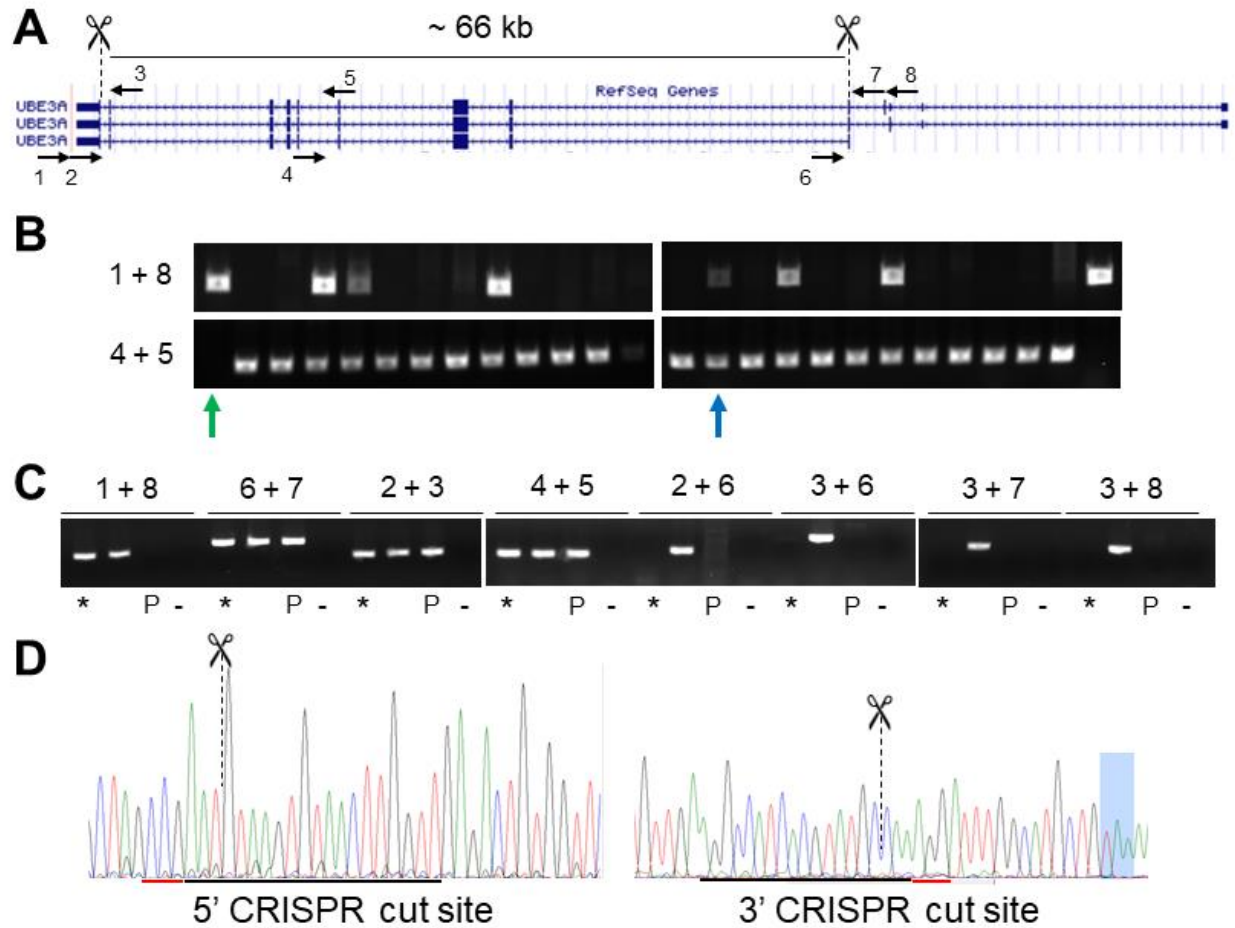 A
~ 66 kb
3
5
7
8
RefSeq Genes
UBE3A
UBE3A
UBE3A
1
2
4
6
B
1 + 8
4 + 5
C
1 + 8 6 + 7 2 + 3 4 + 5 2 + 6 3 + 6 3 + 7 3 + 8
* P - * P - * P - * P - * P - * P - * P - * P -
D
5’ CRISPR cut site
3’ CRISPR cut site